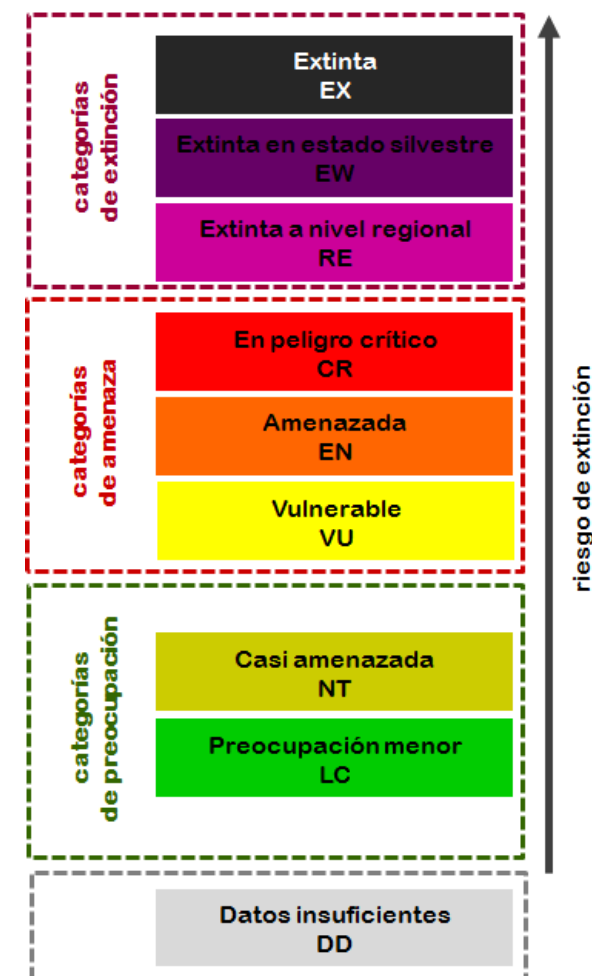 categorías
de extinción
Extinta
EX
Extinta en estado silvestre
EW
Extinta a nivel regional
RE
categorías
de amenaza
En peligro crítico
CR
Amenazada
EN
Vulnerable
VU
categorías
de preocupación
Casi amenazada
NT
Preocupación menor
LC
Datos insuficientes
DD
riesgo de extinción